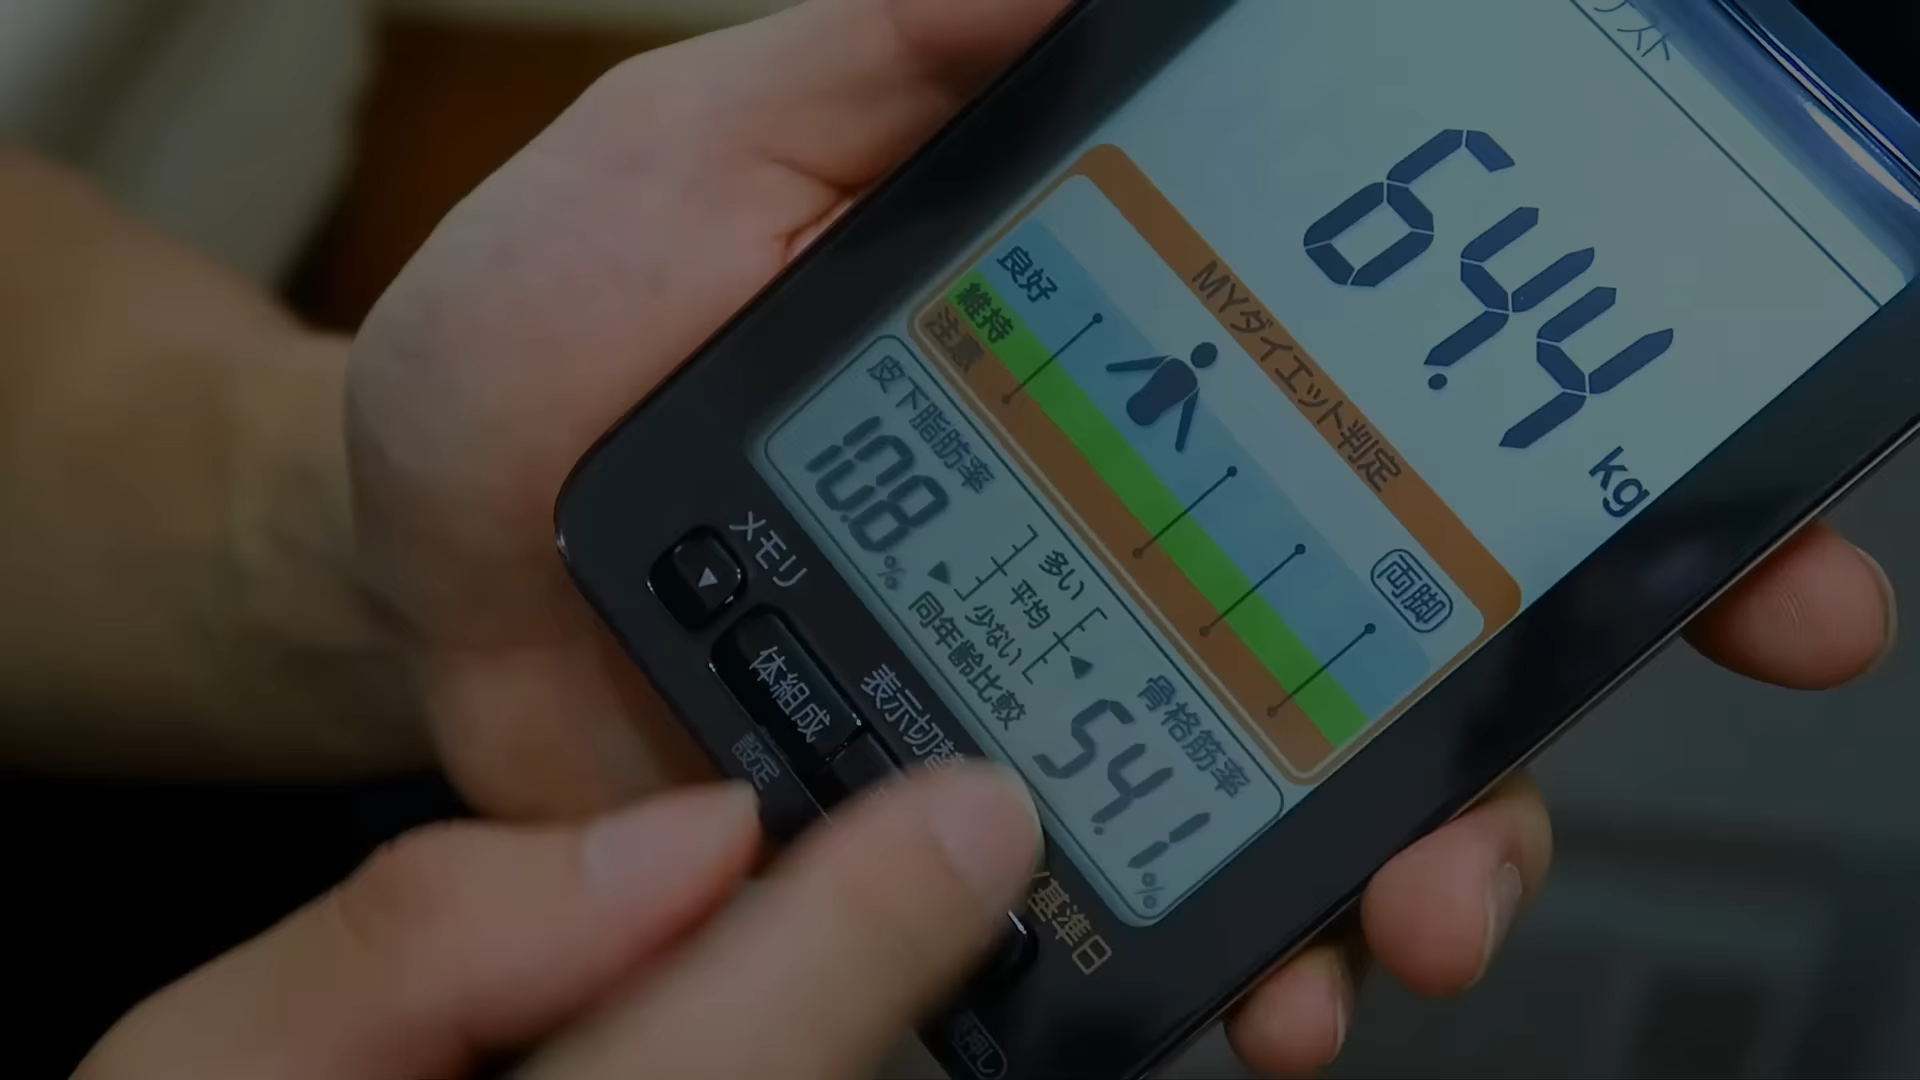 64.4
kg
MYダイエット判定
良好
維持
注意
両脚
皮下脂肪率
10.8
%
多い
平均
少ない
同年齢比較
骨格筋率
54.1
%
メモリ
体組成
表示切替
設定
基準日